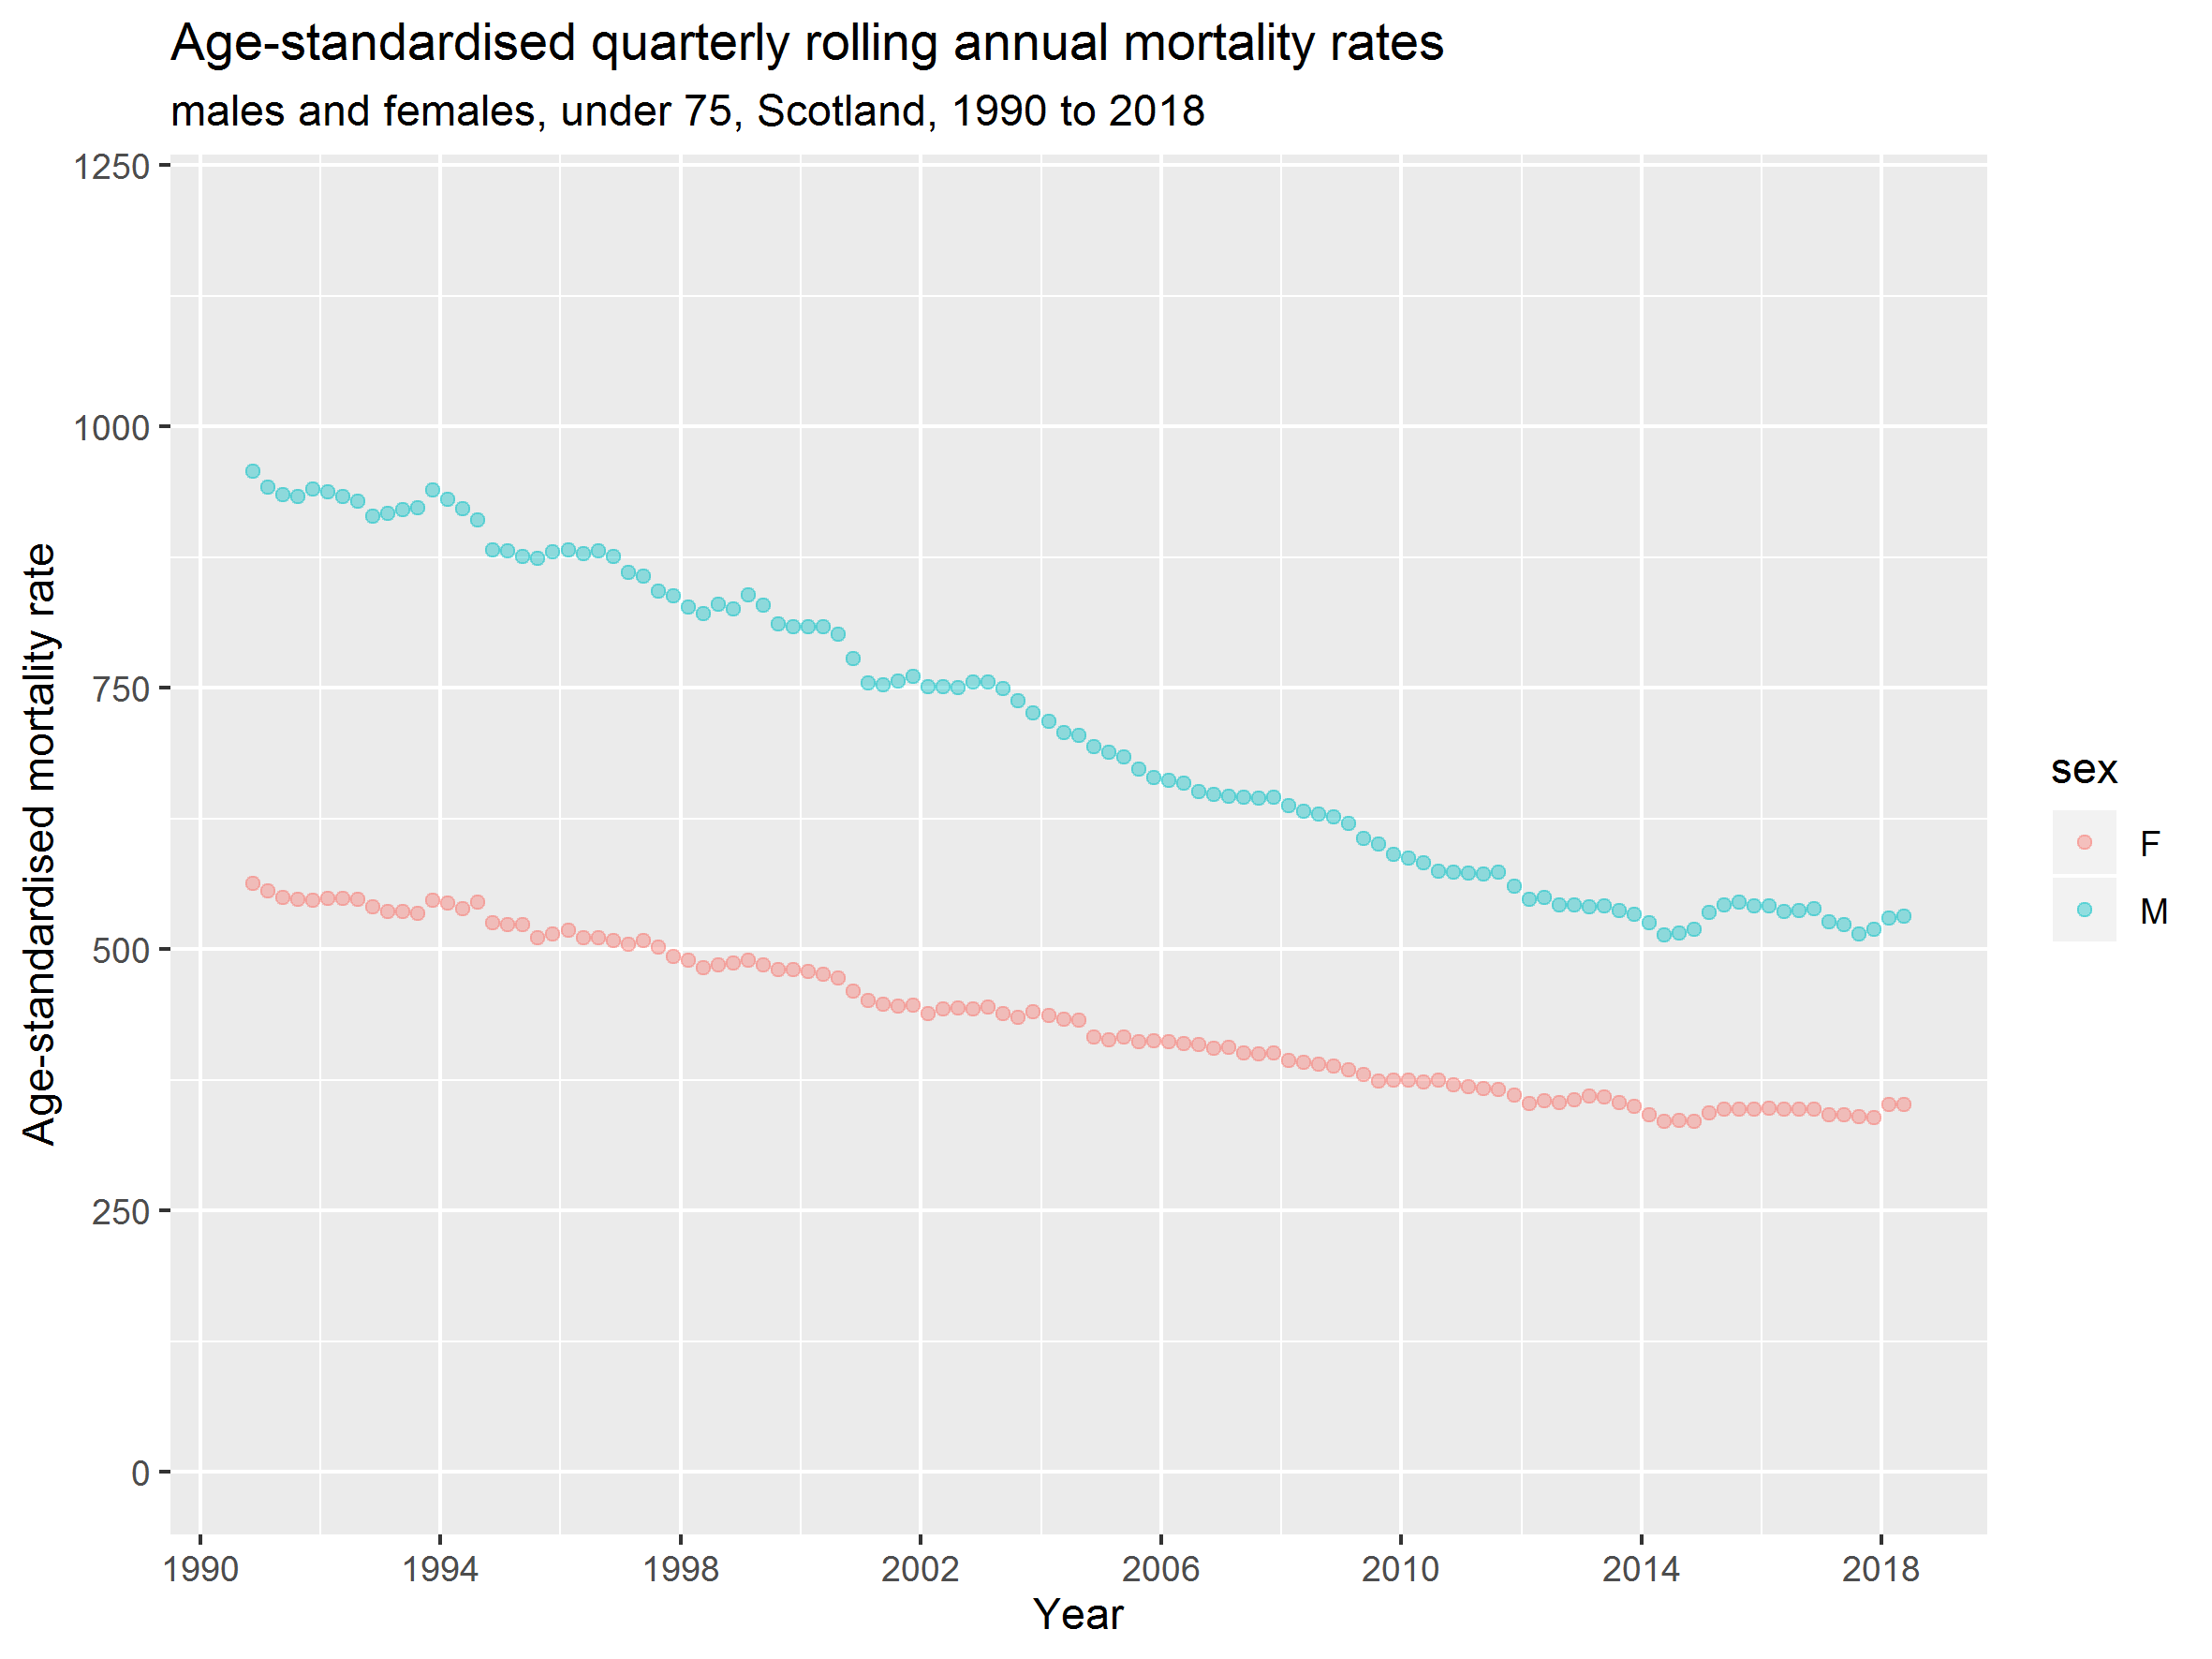 Age-standardised quarterly rolling annual mortality rates
males and females, under 75, Scotland, 1990 to 2018
1250
1000
750
500
250
0
Age-standardised mortality rate
1990 1994 1998 2002 2006 2010 2014 2018
Year
sex
F
M